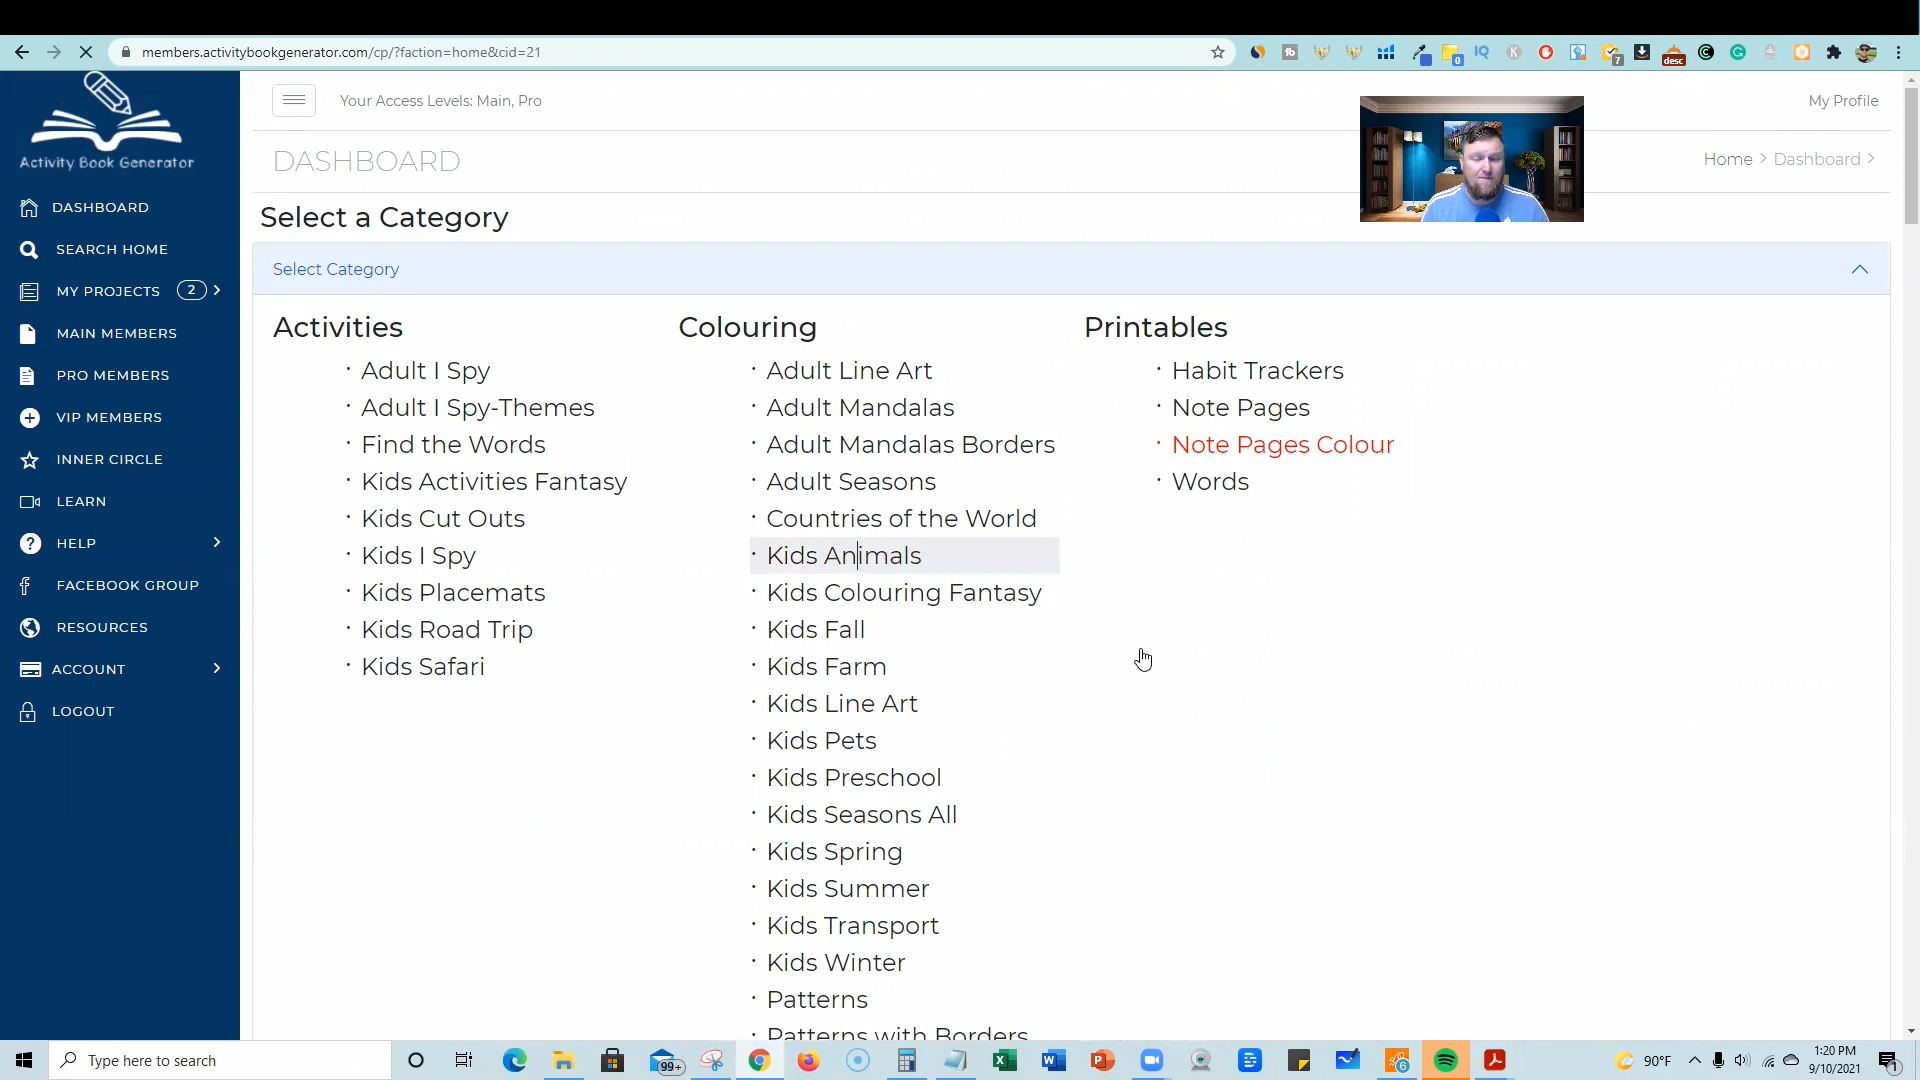 members.activitybookgenerator.com/cp/?faction=home&cid=21
Activity Book Generator
Your Access Levels: Main, Pro
My Profile
DASHBOARD
Home > Dashboard >
Select a Category
Select Category
DASHBOARD
SEARCH HOME
MY PROJECTS 2
MAIN MEMBERS
PRO MEMBERS
VIP MEMBERS
INNER CIRCLE
LEARN
HELP
FACEBOOK GROUP
RESOURCES
ACCOUNT
LOGOUT
Activities
Adult I Spy
Adult I Spy-Themes
Find the Words
Kids Activities Fantasy
Kids Cut Outs
Kids I Spy
Kids Placemats
Kids Road Trip
Kids Safari
Colouring
Adult Line Art
Adult Mandalas
Adult Mandalas Borders
Adult Seasons
Countries of the World
Kids Animals
Kids Colouring Fantasy
Kids Fall
Kids Farm
Kids Line Art
Kids Pets
Kids Preschool
Kids Seasons All
Kids Spring
Kids Summer
Kids Transport
Kids Winter
Patterns
Patterns with Borders
Printables
Habit Trackers
Note Pages
Note Pages Colour
Words
Type here to search
99+
6
90°F
1:20 PM
9/10/2021
1